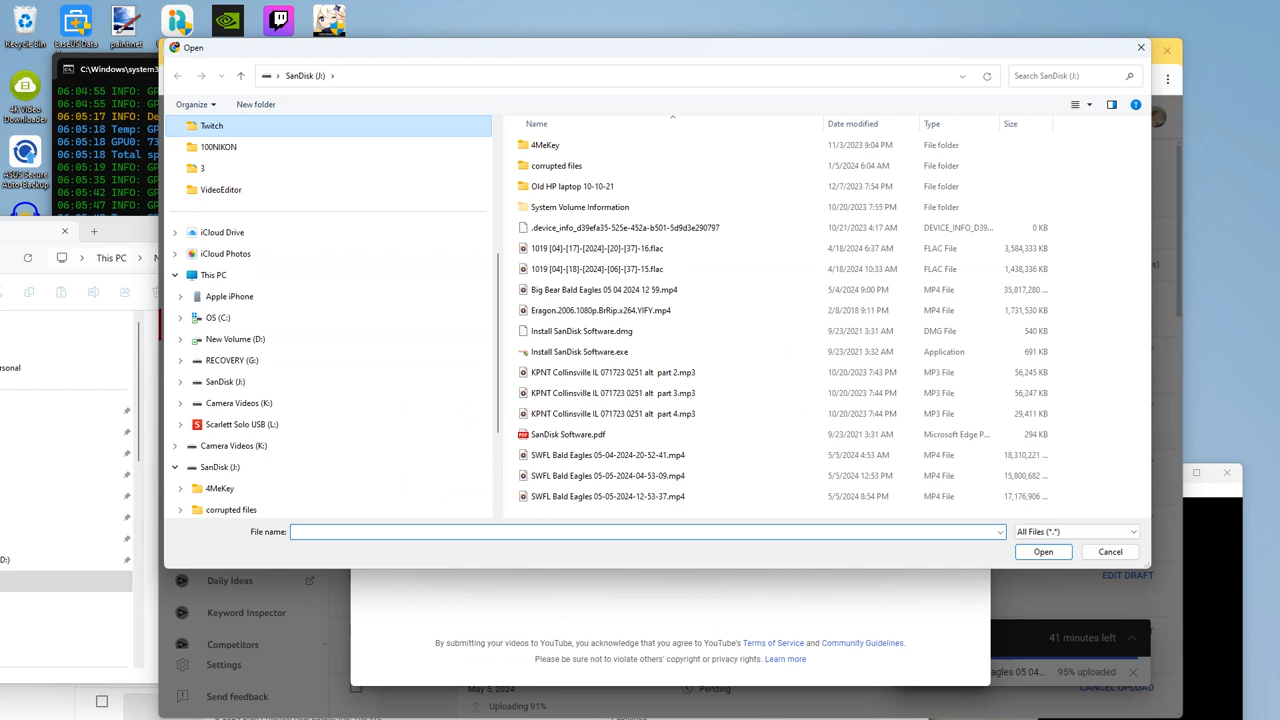 Recycle Bin
EaseUS Data
paint.net
4k Video
Downloader
ASUS Secure
Auto-Backup
C:\Windows\system3
06:04:55 INFO: GP
06:04:55 INFO: GP
06:05:17 INFO: De
06:05:18 Temp: GP
06:05:18 GPU0: 73
06:05:18 Total sp
06:05:19 INFO: GP
06:05:35 INFO: GP
06:05:42 INFO: GP
06:05:47 INFO: GP
This PC
rsonal
D:)
Open
SanDisk (J:)
Search SanDisk (J:)
Organize
New folder
Twitch
100NIKON
3
VideoEditor
iCloud Drive
iCloud Photos
This PC
Apple iPhone
OS (C:)
New Volume (D:)
RECOVERY (G:)
SanDisk (J:)
Camera Videos (K:)
Scarlett Solo USB (L:)
Camera Videos (K:)
SanDisk (J:)
4MeKey
corrupted files
Name Date modified Type Size
4MeKey 11/3/2023 9:04 PM File folder
corrupted files 1/5/2024 6:04 AM File folder
Old HP laptop 10-10-21 12/7/2023 7:54 PM File folder
System Volume Information 10/20/2023 7:55 PM File folder
.device_info_d39efa35-525e-452a-b501-5d9d3e290797 10/21/2023 4:17 AM DEVICE_INFO_D39... 0 KB
1019 [04]-[17]-[2024]-[20]-[37]-16.flac 4/18/2024 6:37 AM FLAC File 3,584,333 KB
1019 [04]-[18]-[2024]-[06]-[37]-15.flac 4/18/2024 10:33 AM FLAC File 1,438,336 KB
Big Bear Bald Eagles 05 04 2024 12 59.mp4 5/4/2024 9:00 PM MP4 File 35,817,280 ...
Eragon.2006.1080p.BrRip.x264.YIFY.mp4 2/8/2018 9:11 PM MP4 File 1,731,530 KB
Install SanDisk Software.dmg 9/23/2021 3:31 AM DMG File 540 KB
Install SanDisk Software.exe 9/23/2021 3:32 AM Application 691 KB
KPNT Collinsville IL 071723 0251 alt part 2.mp3 10/20/2023 7:43 PM MP3 File 56,245 KB
KPNT Collinsville IL 071723 0251 alt part 3.mp3 10/20/2023 7:44 PM MP3 File 56,247 KB
KPNT Collinsville IL 071723 0251 alt part 4.mp3 10/20/2023 7:44 PM MP3 File 29,411 KB
SanDisk Software.pdf 9/23/2021 3:31 AM Microsoft Edge P... 294 KB
SWFL Bald Eagles 05-04-2024-20-52-41.mp4 5/5/2024 4:53 AM MP4 File 18,310,221 ...
SWFL Bald Eagles 05-05-2024-04-53-09.mp4 5/5/2024 12:53 PM MP4 File 15,800,682 ...
SWFL Bald Eagles 05-05-2024-12-53-37.mp4 5/5/2024 8:54 PM MP4 File 17,176,906 ...
File name:
All Files (*.*)
Open
Cancel
Daily Ideas
Keyword Inspector
Competitors
Settings
Send feedback
EDIT DRAFT
41 minutes left
agles 05 04... 95% uploaded
CANCEL UPLOAD
By submitting your videos to YouTube, you acknowledge that you agree to YouTube's Terms of Service and Community Guidelines.
Please be sure not to violate others' copyright or privacy rights. Learn more
May 5, 2024
Pending
Uploading 91%